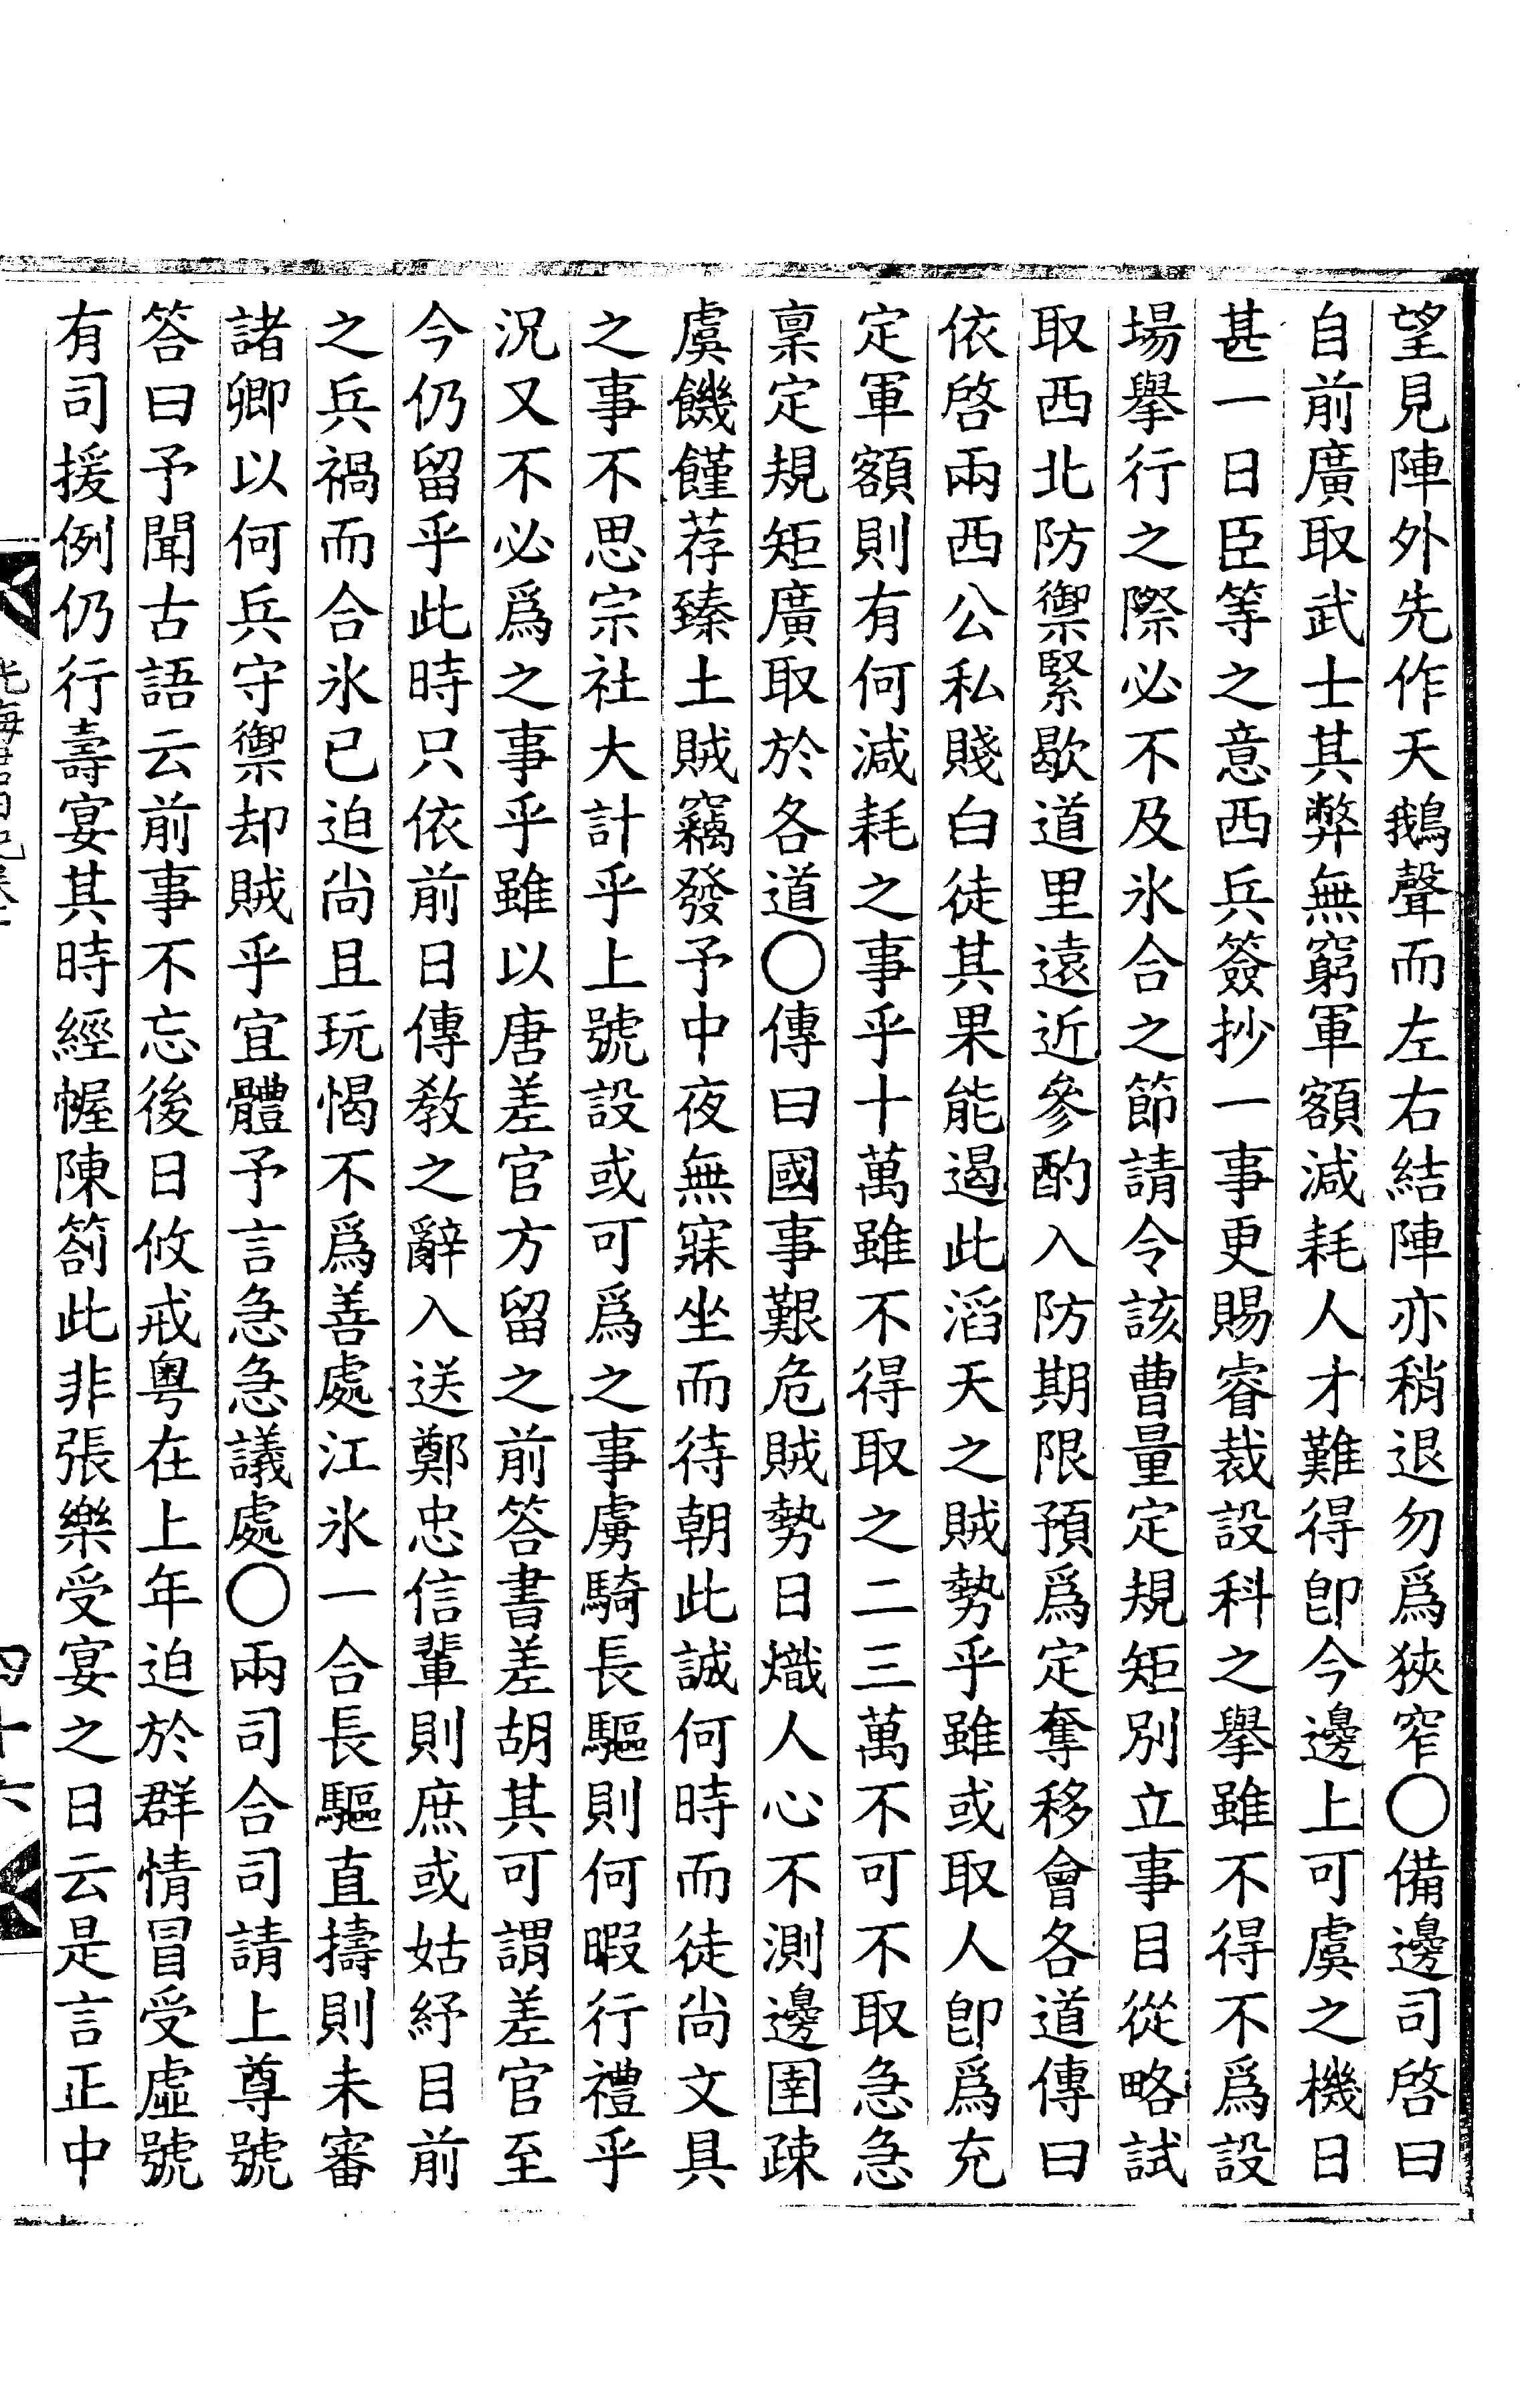 望見陣外先作天鵝聲而左右結陣亦稍退勿爲狹窄○備邊司啓曰
自前廣取武士其弊無窮軍額減耗人才難得卽今邊上可虞之機日
甚一日臣等之意西兵簽抄一事更賜睿裁設科之擧雖不得不爲設
場擧行之際必不及氷合之節請令該曹量定規矩別立事目從略試
取西北防禦緊歇道里遠近參酌入防期限預爲定奪移會各道傳曰
依啓兩西公私賤白徒其果能遏此滔天之賊勢乎雖或取人卽爲充
定軍額則有何減耗之事乎十萬雖不得取之二三萬不可不取急急
稟定規矩廣取於各道○傳曰國事艱危賊勢日熾人心不測邊圉疎
虞饑饉荐臻土賊竊發予中夜無寐坐而待朝此誠何時而徒尙文具
之事不思宗社大計乎上號設或可爲之事虜騎長驅則何暇行禮乎
況又不必爲之事乎雖以唐差官方留之前答書差胡其可謂差官至
今仍留乎此時只依前日傳敎之辭入送鄭忠信輩則庶或姑紓目前
之兵禍而合氷已迫尙且玩愒不爲善處江氷一合長驅直擣則未審
諸卿以何兵守禦却賊乎宜體予言急急議處○兩司合司請上尊號
答曰予聞古語云前事不忘後日攸戒粤在上年迫於群情冒受虛號
有司援例仍行壽宴其時經幄陳箚此非張樂受宴之日云是言正中
四十六